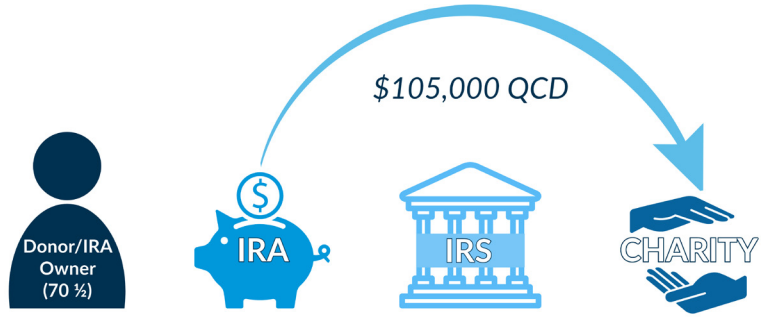 $105,000 QCD
$
Donor/IRA
Owner
(70 ½)
IRA
IRS
CHARITY